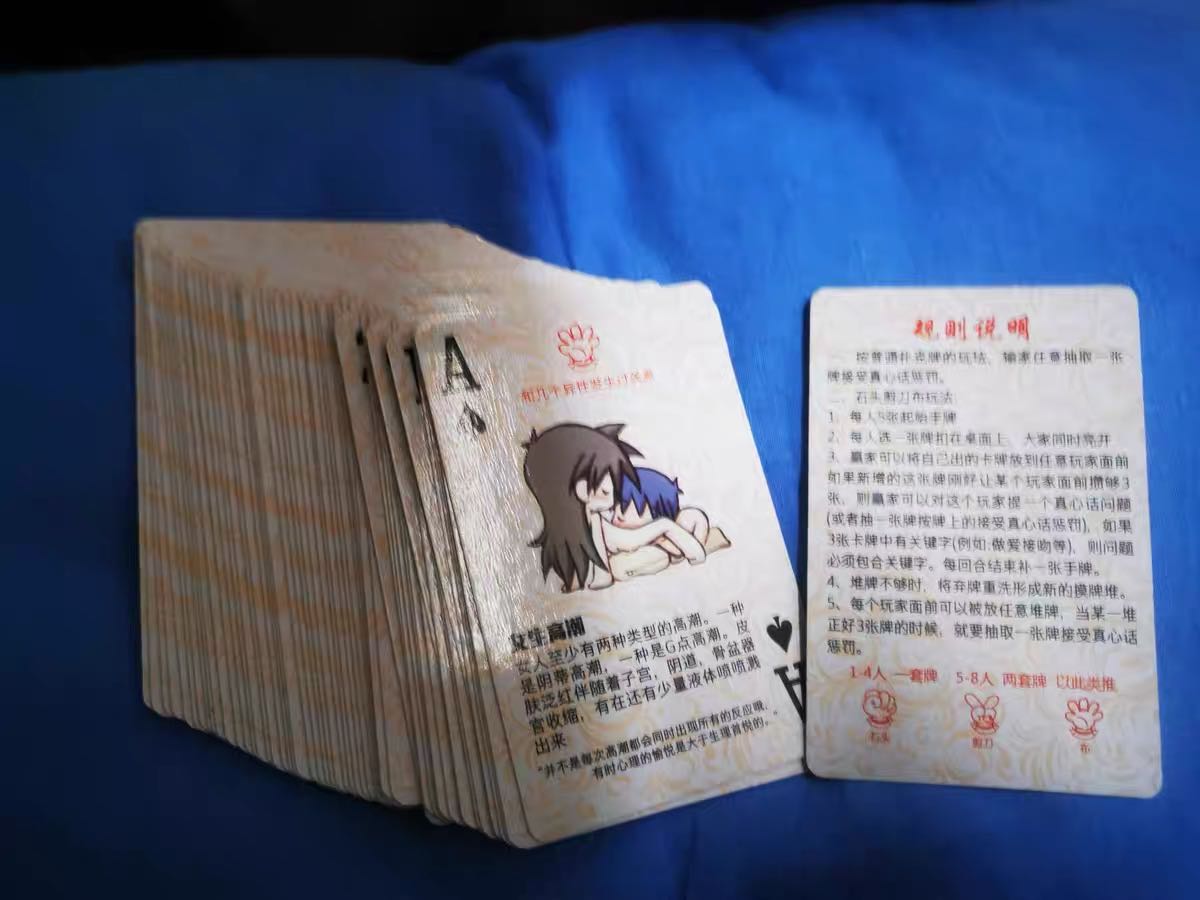 A
和几个异性发生过关系
女生高潮
女人至少有两种类型的高潮。一种
是阴蒂高潮，一种是G点高潮。皮
肤泛红伴随着子宫，阴道，骨盆器
官收缩，有在还有少量液体喷喷溅
出来
*并不是每次高潮都会同时出现所有的反应哦，
有时心理的愉悦是大于生理首悦的。
A
规则说明
一、按普通扑克牌的玩法、输家任意抽取一张
牌接受真心话惩罚。
二、石头剪刀布玩法
1、每人5张起始手牌
2、每人选一张牌扣在桌面上、大家同时亮开
3、赢家可以将自己出的卡牌放到任意玩家面前
如果新增的这张牌刚好让某个玩家面前攒够3
张，则赢家可以对这个玩家提一个真心话问题
(或者抽一张牌按牌上的接受真心话惩罚)，如果
3张卡牌中有关键字(例如:做爱接吻等)，则问题
必须包合关键字。每回合结束补一张手牌。
4、堆牌不够时，将弃牌重洗形成新的摸牌堆。
5、每个玩家面前可以被放任意堆牌，当某一堆
正好3张牌的时候，就要抽取一张牌接受真心话
惩罚。
1-4人 一套牌 5-8人 两套牌 以此类推
石头 剪刀 布